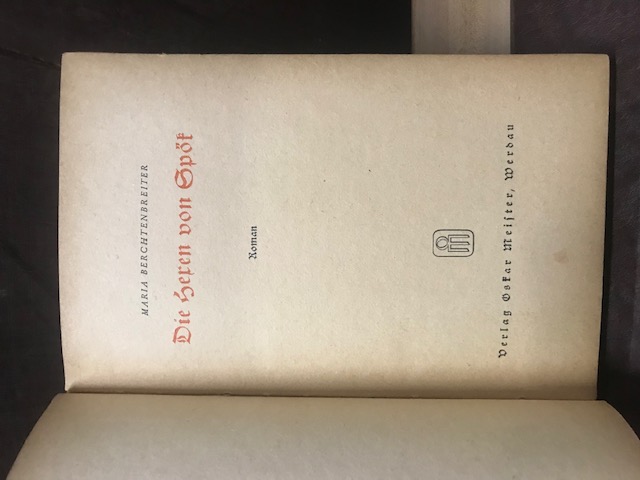 MARIA BERCHTENBREITER
Die Hexen von Spök
Roman
Verlag Oskar Meister, Werdau